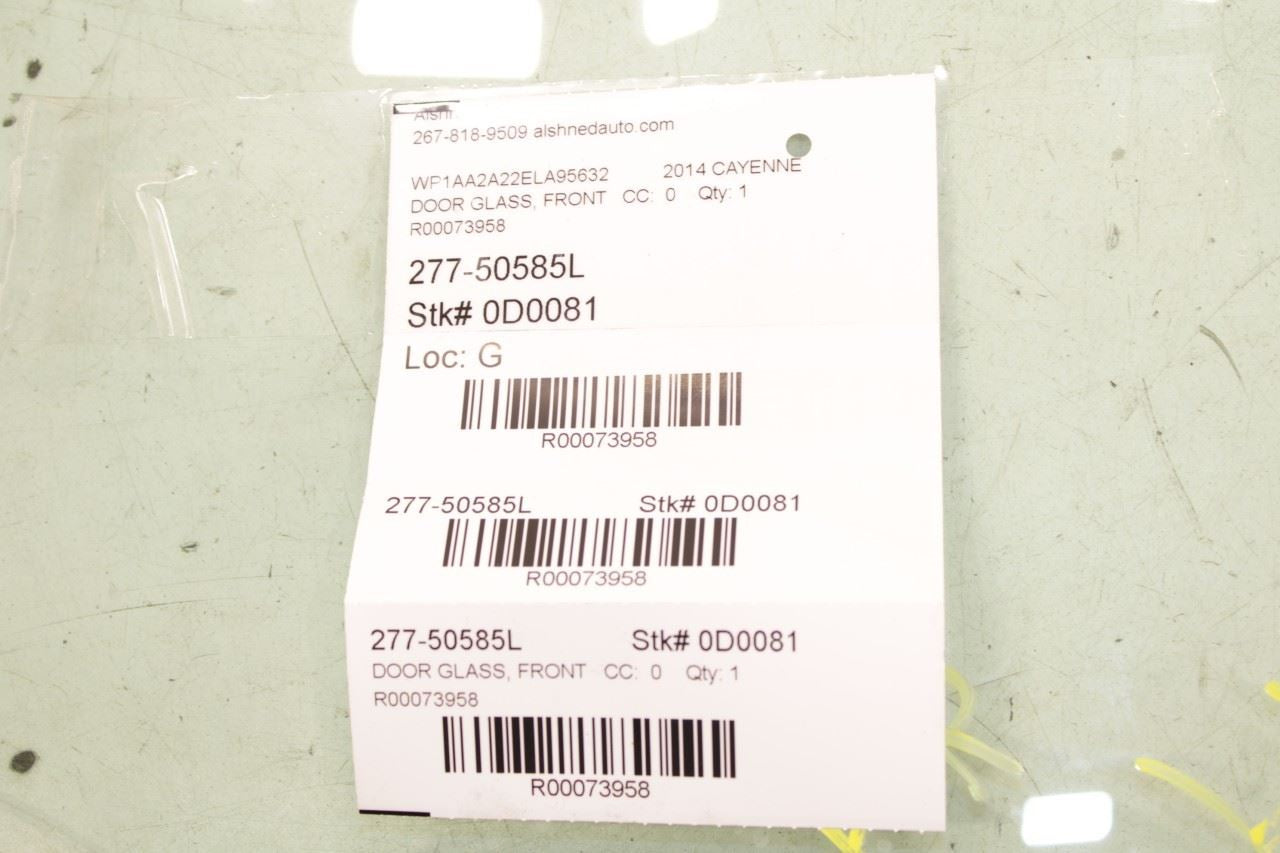 267-818-9509 alshnedauto.com
WP1AA2A22ELA95632 2014 CAYENNE
DOOR GLASS, FRONT CC: 0 Qty: 1
R00073958
277-50585L
Stk# 0D0081
Loc: G
R00073958
277-50585L Stk# 0D0081
R00073958
277-50585L Stk# 0D0081
DOOR GLASS, FRONT CC: 0 Qty: 1
R00073958
R00073958